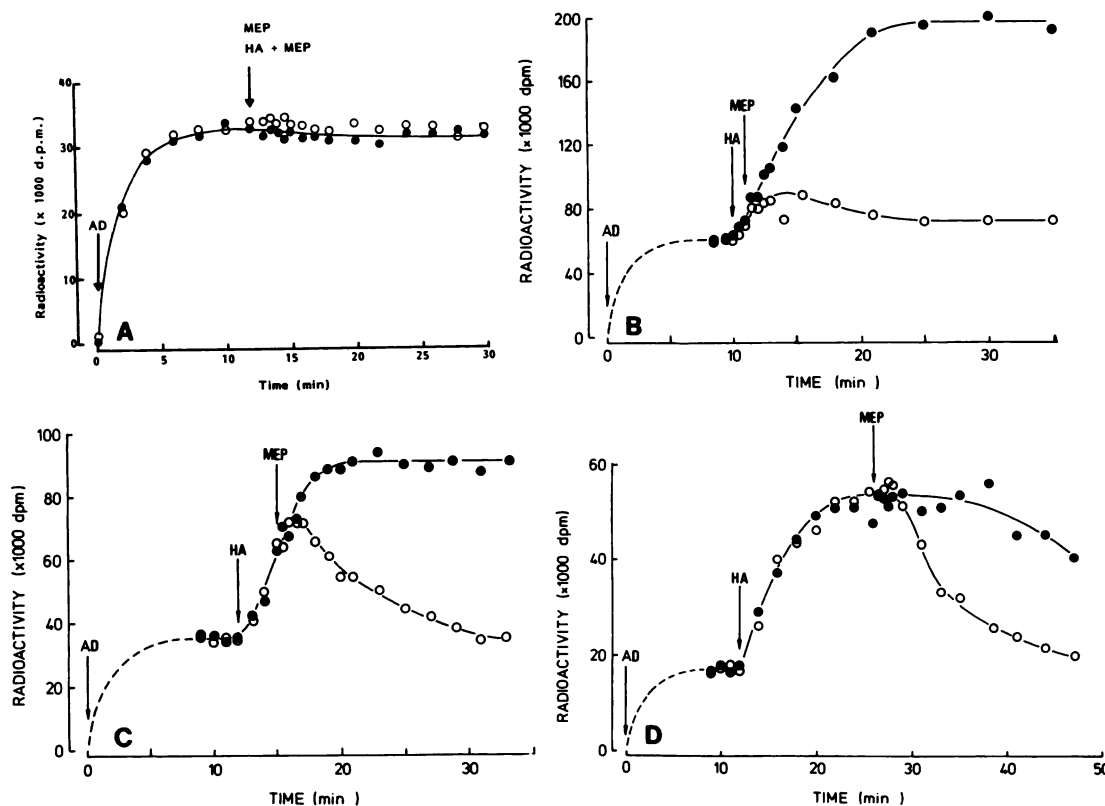 MEP
HA + MEP
AD
Radioactivity (x 1000 d.p.m.)
40
30
20
10
0
A
0 5 10 15 20 25 30
Time (min)
MEP
HA
AD
RADIOACTIVITY (×1000 dpm)
200
160
120
80
40
0
B
0 10 20 30
TIME (min )
MEP
HA
AD
RADIOACTIVITY (×1000 dpm)
100
80
60
40
20
0
C
0 10 20 30
TIME (min )
MEP
HA
AD
RADIOACTIVITY (×1000 dpm)
60
40
20
0
D
0 10 20 30 40 50
TIME (min )